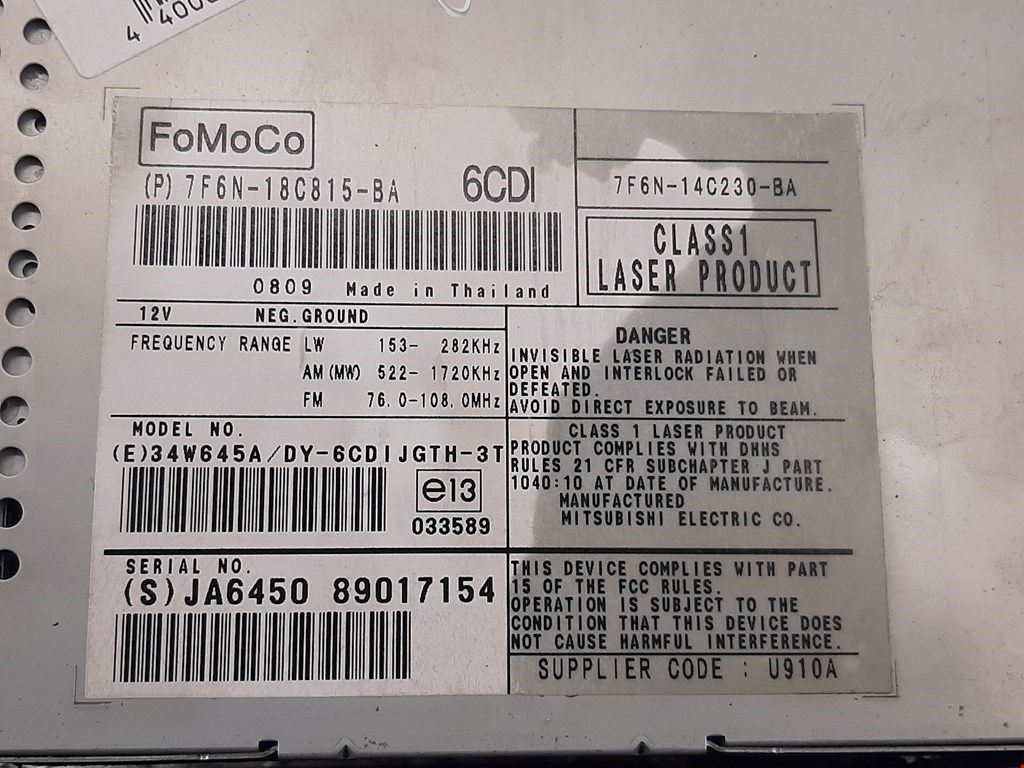 4
FoMoCo
(P) 7F6N-18C815-BA 6CDI
0809 Made in Thailand
7F6N-14C230-BA
CLASS1
LASER PRODUCT
12V NEG.GROUND
FREQUENCY RANGE LW 153- 282KHz
AM(MW) 522- 1720KHz
FM 76.0-108.0MHz
DANGER
INVISIBLE LASER RADIATION WHEN
OPEN AND INTERLOCK FAILED OR
DEFEATED.
AVOID DIRECT EXPOSURE TO BEAM.
MODEL NO.
(E)34W645A/DY-6CDIJGTH-3T
e13
033589
CLASS 1 LASER PRODUCT
PRODUCT COMPLIES WITH DHHS
RULES 21 CFR SUBCHAPTER J PART
1040:10 AT DATE OF MANUFACTURE.
MANUFACTURED
MITSUBISHI ELECTRIC CO.
SERIAL NO.
(S)JA6450 89017154
THIS DEVICE COMPLIES WITH PART
15 OF THE FCC RULES.
OPERATION IS SUBJECT TO THE
CONDITION THAT THIS DEVICE DOES
NOT CAUSE HARMFUL INTERFERENCE.
SUPPLIER CODE : U910A